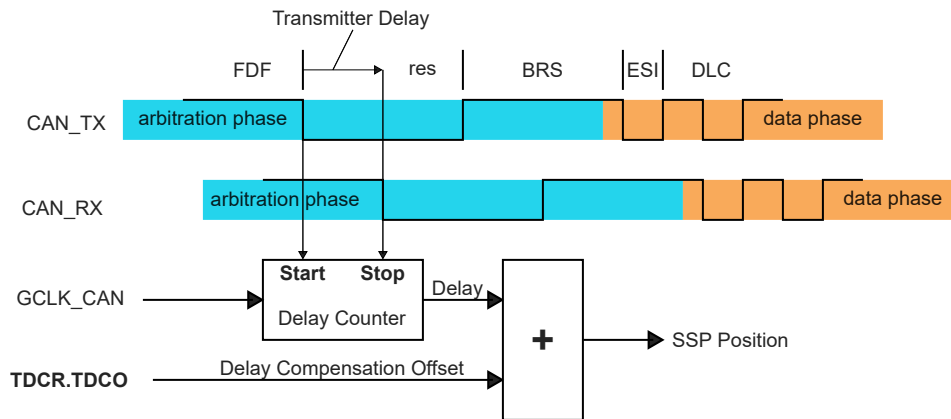 Transmitter Delay
FDF
res
BRS
ESI
DLC
CAN_TX
arbitration phase
data phase
CAN_RX
arbitration phase
data phase
Start
Stop
GCLK_CAN
Delay Counter
Delay
+
SSP Position
TDCR.TDCO
Delay Compensation Offset